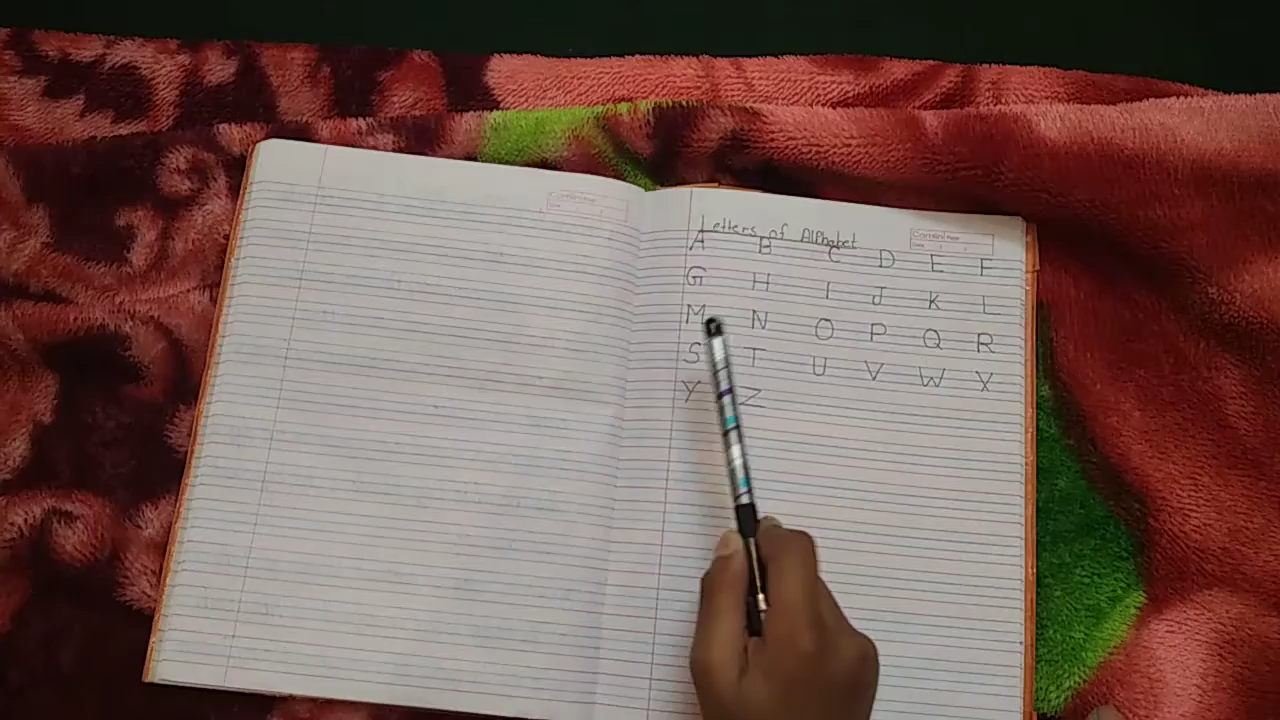 Letters of Alphabet
A B C D E F
G H I J K L
M N O P Q R
S T U V W X
Y Z